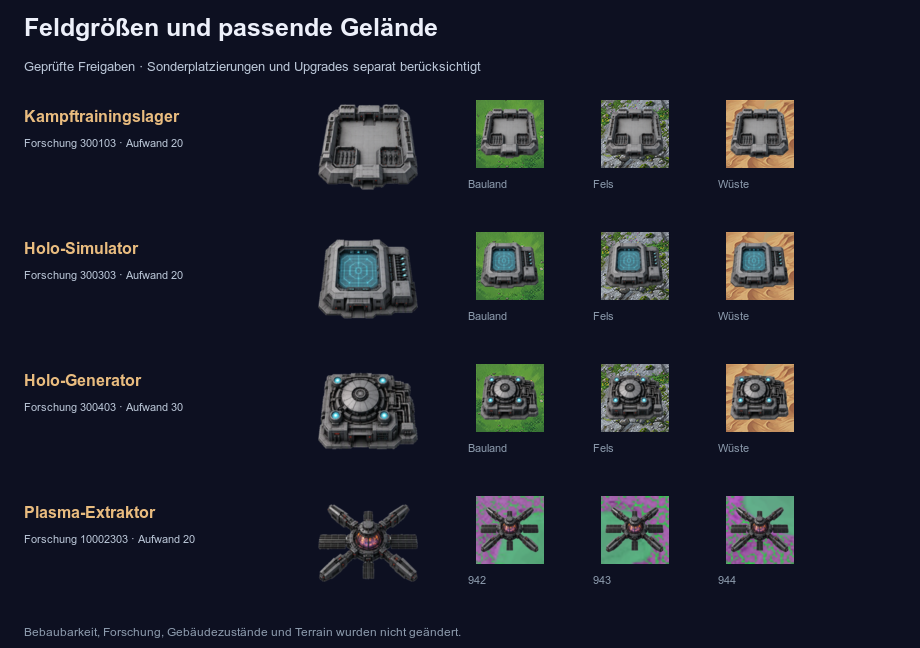 Feldgrößen und passende Gelände
Geprüfte Freigaben · Sonderplatzierungen und Upgrades separat berücksichtigt
Kampftrainingslager
Forschung 300103 · Aufwand 20
Bauland
Fels
Wüste
Holo-Simulator
Forschung 300303 · Aufwand 20
Bauland
Fels
Wüste
Holo-Generator
Forschung 300403 · Aufwand 30
Bauland
Fels
Wüste
Plasma-Extraktor
Forschung 10002303 · Aufwand 20
942
943
944
Bebaubarkeit, Forschung, Gebäudezustände und Terrain wurden nicht geändert.